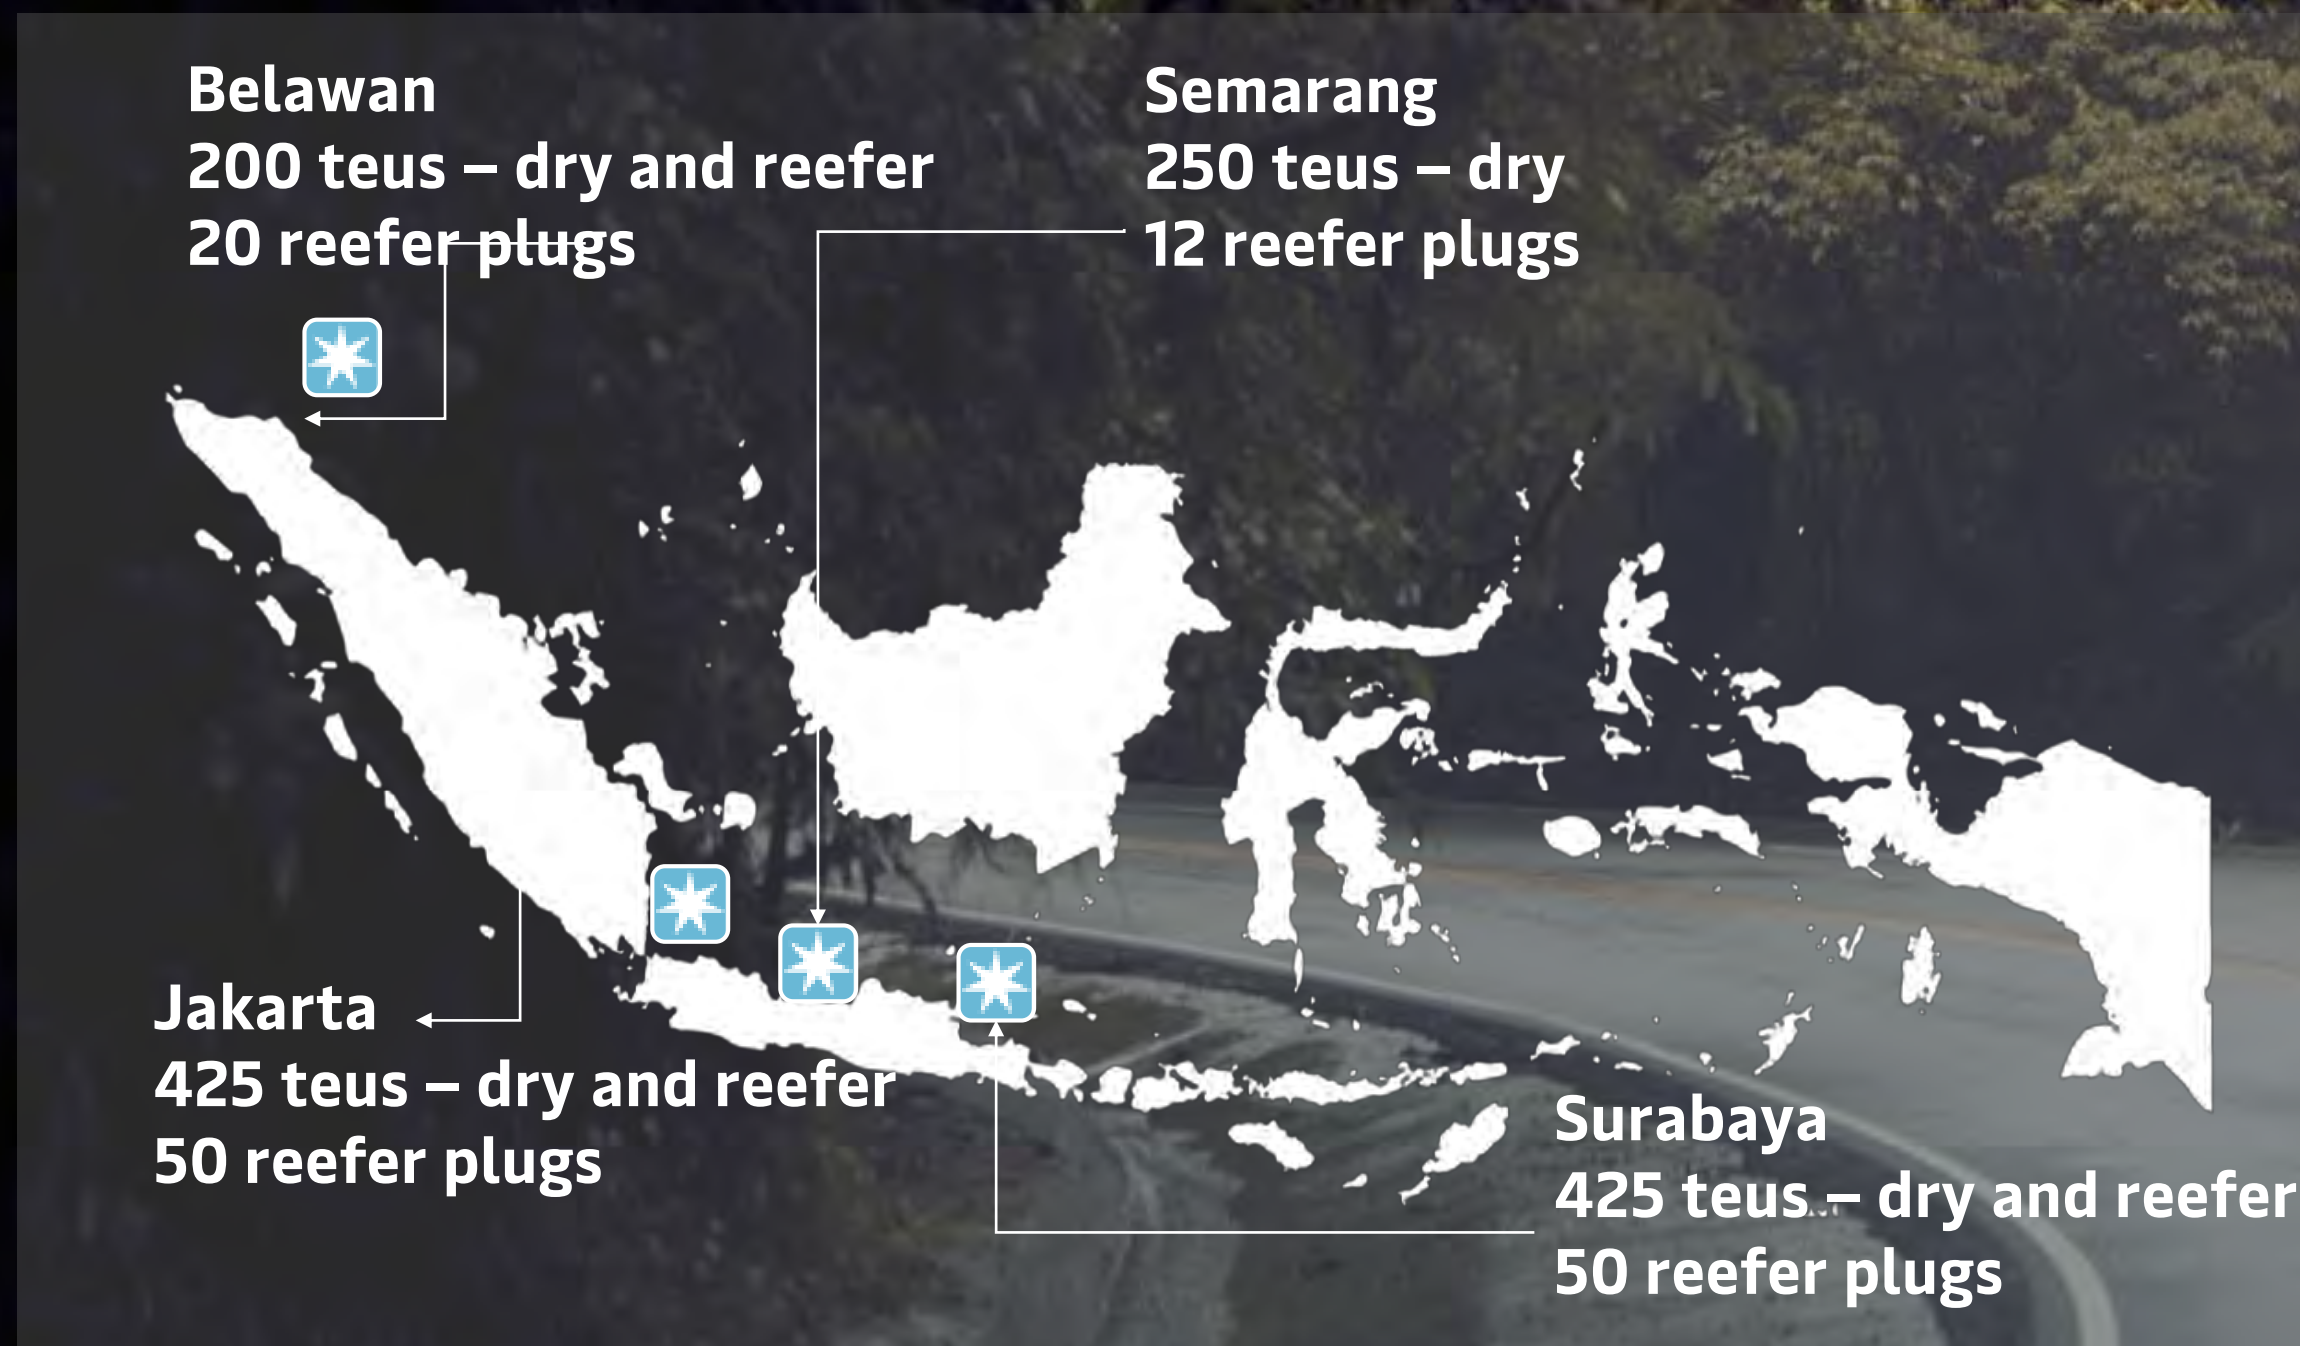 Belawan
200 teus – dry and reefer
20 reefer plugs
Semarang
250 teus – dry
12 reefer plugs
Jakarta
425 teus – dry and reefer
50 reefer plugs
Surabaya
425 teus – dry and reefer
50 reefer plugs